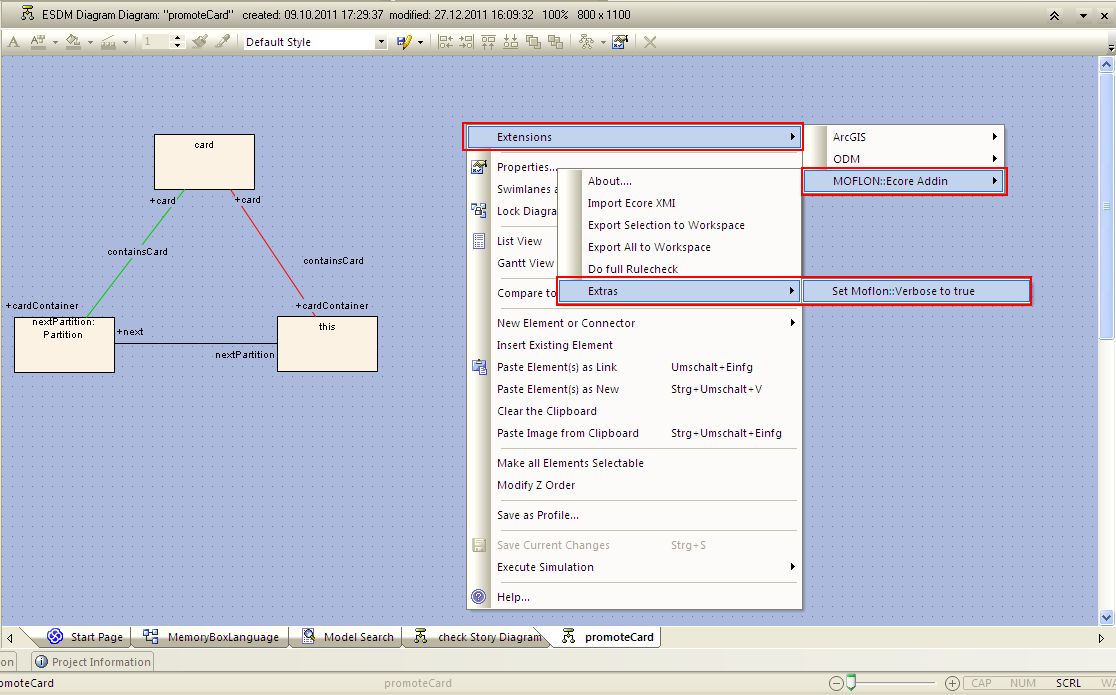 ESDM Diagram Diagram: "promoteCard"   created: 09.10.2011 17:29:37  modified: 27.12.2011 16:09:32   100%   800 x 1100
A 1 Default Style
card
+card
+card
containsCard
containsCard
+cardContainer
+cardContainer
nextPartition:
Partition
this
+next
nextPartition
Extensions
Properties...
Swimlanes a
Lock Diagra
List View
Gantt View
Compare to
New Element or Connector
Insert Existing Element
Paste Element(s) as Link Umschalt+Einfg
Paste Element(s) as New Strg+Umschalt+V
Clear the Clipboard
Paste Image from Clipboard Strg+Umschalt+Einfg
Make all Elements Selectable
Modify Z Order
Save as Profile...
Save Current Changes Strg+S
Execute Simulation
Help...
ArcGIS
ODM
MOFLON::Ecore Addin
About....
Import Ecore XMI
Export Selection to Workspace
Export All to Workspace
Do full Rulecheck
Extras
Set Moflon::Verbose to true
Start Page MemoryBoxLanguage Model Search check Story Diagram promoteCard
on Project Information
omoteCard promoteCard CAP NUM SCRL WA